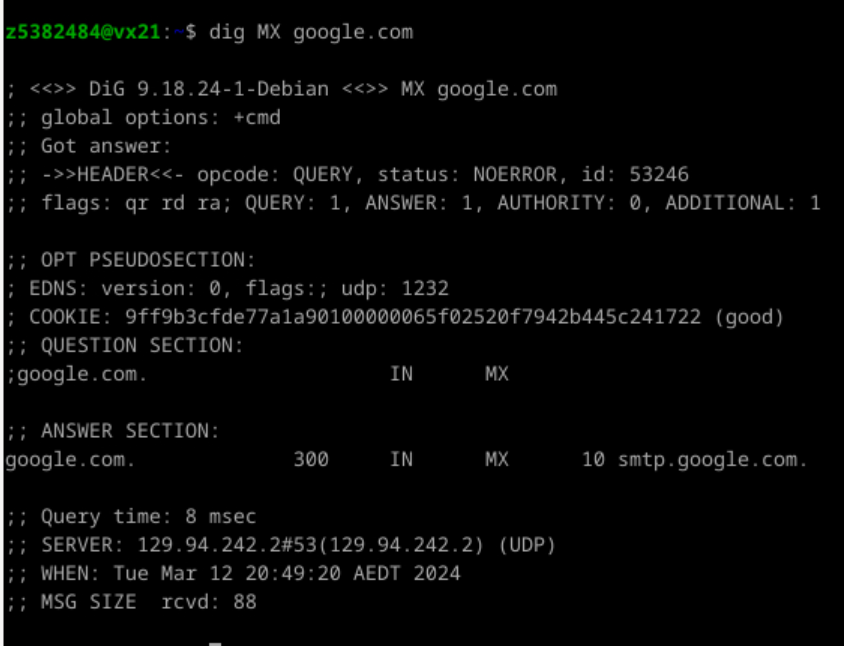 z5382484@vx21:~$ dig MX google.com
; <<>> DiG 9.18.24-1-Debian <<>> MX google.com
;; global options: +cmd
;; Got answer:
;; ->>HEADER<<- opcode: QUERY, status: NOERROR, id: 53246
;; flags: qr rd ra; QUERY: 1, ANSWER: 1, AUTHORITY: 0, ADDITIONAL: 1
;; OPT PSEUDOSECTION:
; EDNS: version: 0, flags:; udp: 1232
; COOKIE: 9ff9b3cfde77a1a90100000065f02520f7942b445c241722 (good)
;; QUESTION SECTION:
;google.com. IN MX
;; ANSWER SECTION:
google.com. 300 IN MX 10 smtp.google.com.
;; Query time: 8 msec
;; SERVER: 129.94.242.2#53(129.94.242.2) (UDP)
;; WHEN: Tue Mar 12 20:49:20 AEDT 2024
;; MSG SIZE rcvd: 88